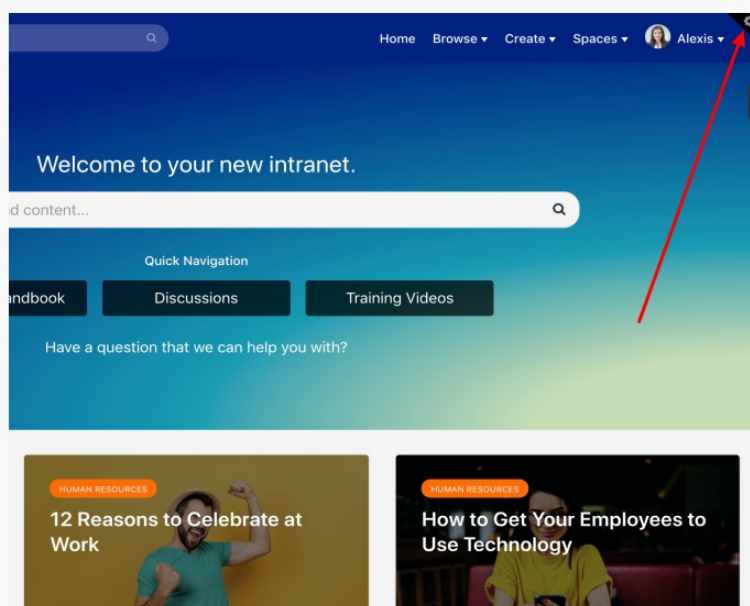 Home Browse Create Spaces Alexis
Welcome to your new intranet.
d content...
Quick Navigation
andbook Discussions Training Videos
Have a question that we can help you with?
HUMAN RESOURCES
12 Reasons to Celebrate at
Work
HUMAN RESOURCES
How to Get Your Employees to
Use Technology